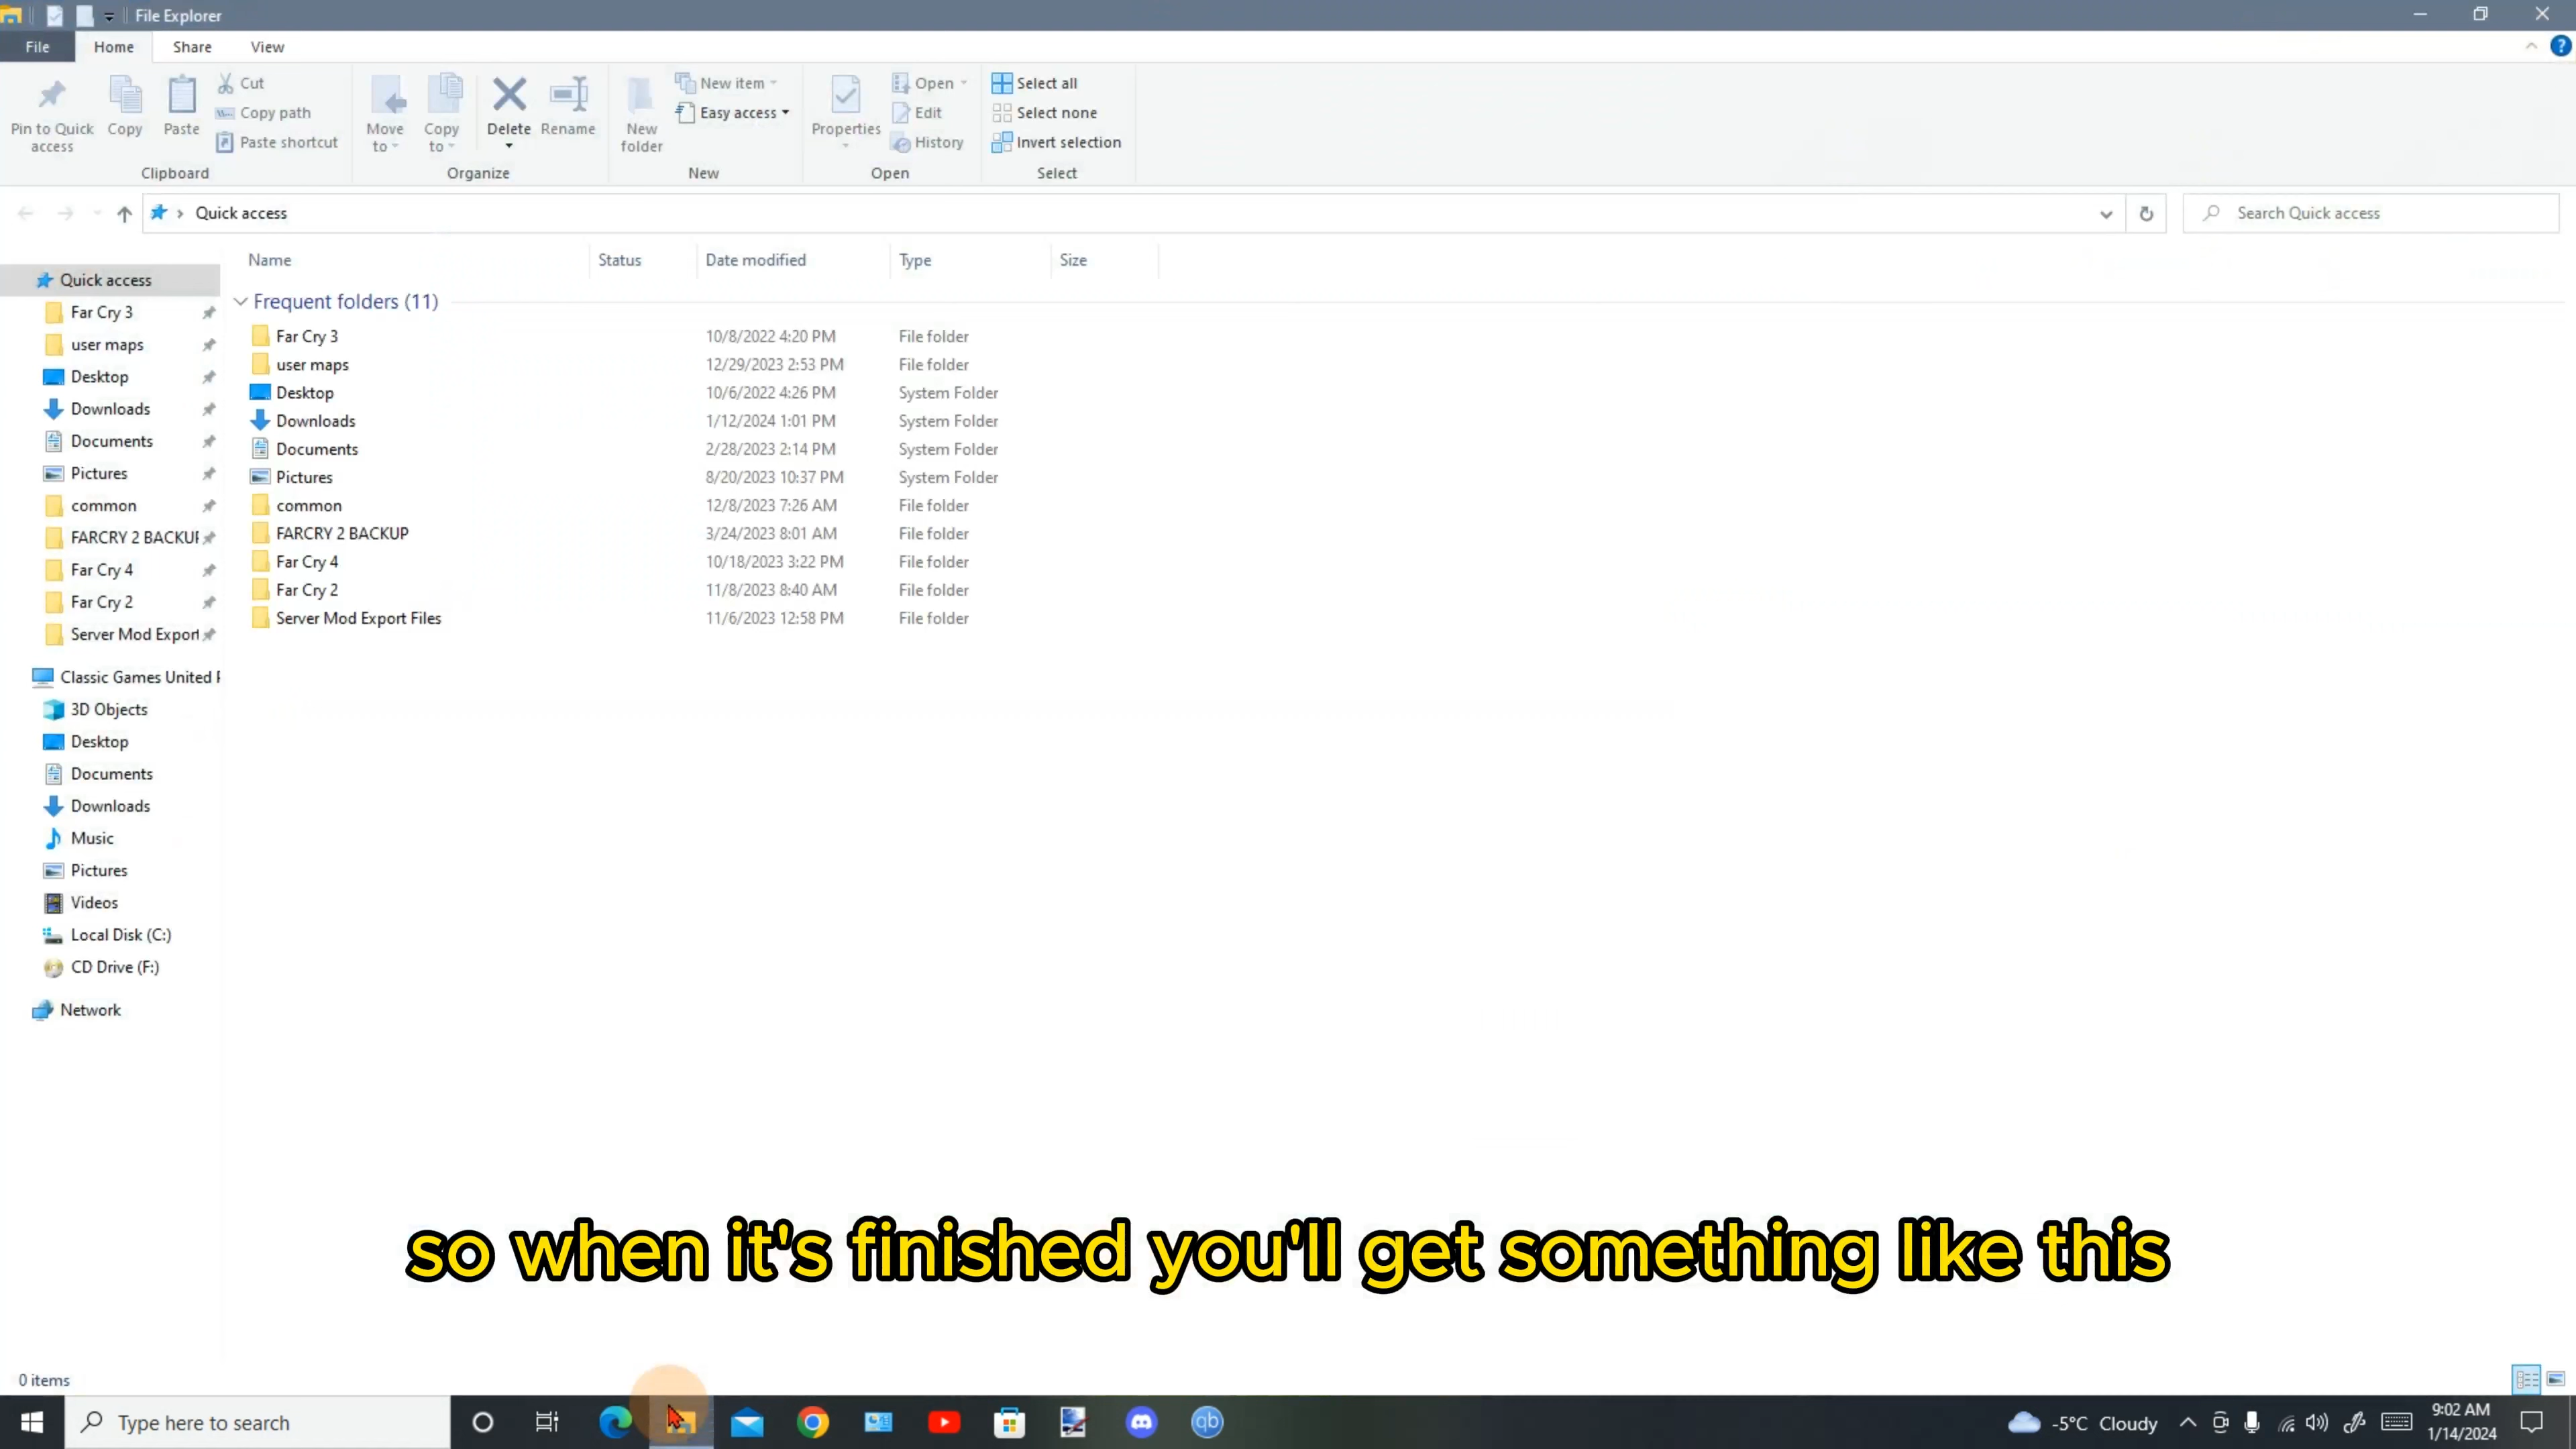 File Explorer
File Home Share View
Pin to Quick access
Copy
Paste
Cut
Copy path
Paste shortcut
Clipboard
Move to
Copy to
Delete
Rename
Organize
New folder
New item
Easy access
New
Properties
Open
Edit
History
Open
Select all
Select none
Invert selection
Select
Quick access
Search Quick access
Name Status Date modified Type Size
Quick access
Far Cry 3
user maps
Desktop
Downloads
Documents
Pictures
common
FARCRY 2 BACKUP
Far Cry 4
Far Cry 2
Server Mod Export
Classic Games United P
3D Objects
Desktop
Documents
Downloads
Music
Pictures
Videos
Local Disk (C:)
CD Drive (F:)
Network
Frequent folders (11)
Far Cry 3 10/8/2022 4:20 PM File folder
user maps 12/29/2023 2:53 PM File folder
Desktop 10/6/2022 4:26 PM System Folder
Downloads 1/12/2024 1:01 PM System Folder
Documents 2/28/2023 2:14 PM System Folder
Pictures 8/20/2023 10:37 PM System Folder
common 12/8/2023 7:26 AM File folder
FARCRY 2 BACKUP 3/24/2023 8:01 AM File folder
Far Cry 4 10/18/2023 3:22 PM File folder
Far Cry 2 11/8/2023 8:40 AM File folder
Server Mod Export Files 11/6/2023 12:58 PM File folder
so when it's finished you'll get something like this
0 items
Type here to search
qb
-5°C Cloudy
9:02 AM
1/14/2024